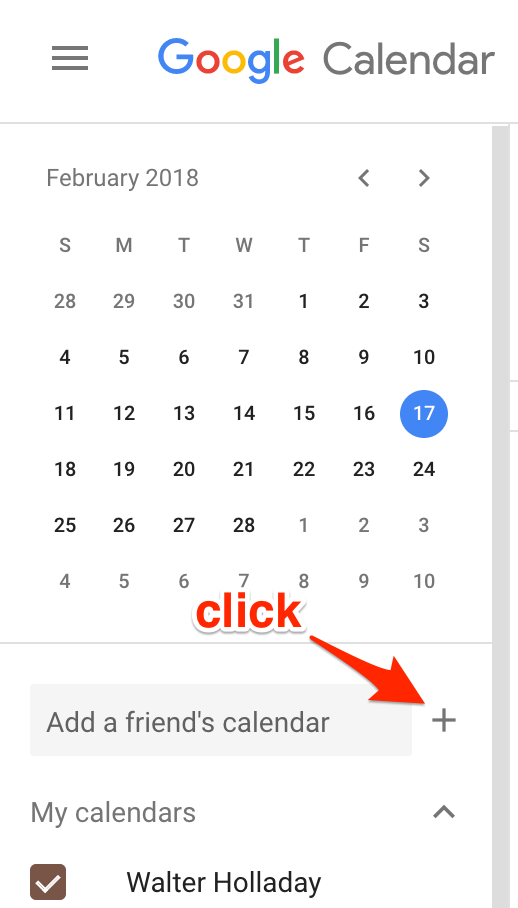 Google Calendar
February 2018
S M T W T F S
28 29 30 31 1 2 3
4 5 6 7 8 9 10
11 12 13 14 15 16 17
18 19 20 21 22 23 24
25 26 27 28 1 2 3
4 5 6 7 8 9 10
click
Add a friend's calendar
My calendars
Walter Holladay